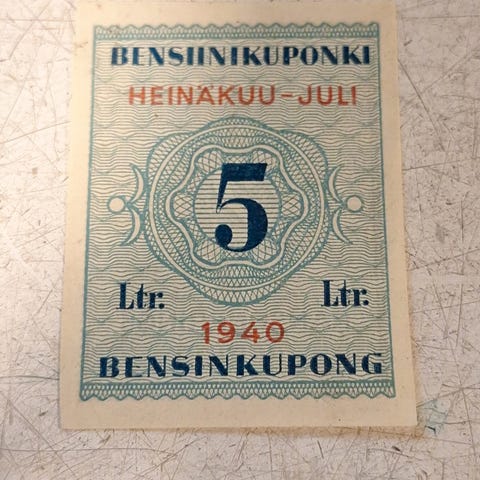 BENSIINIKUPONKI
HEINÄKUU-JULI
5
Ltr. Ltr.
1940
BENSINKUPONG